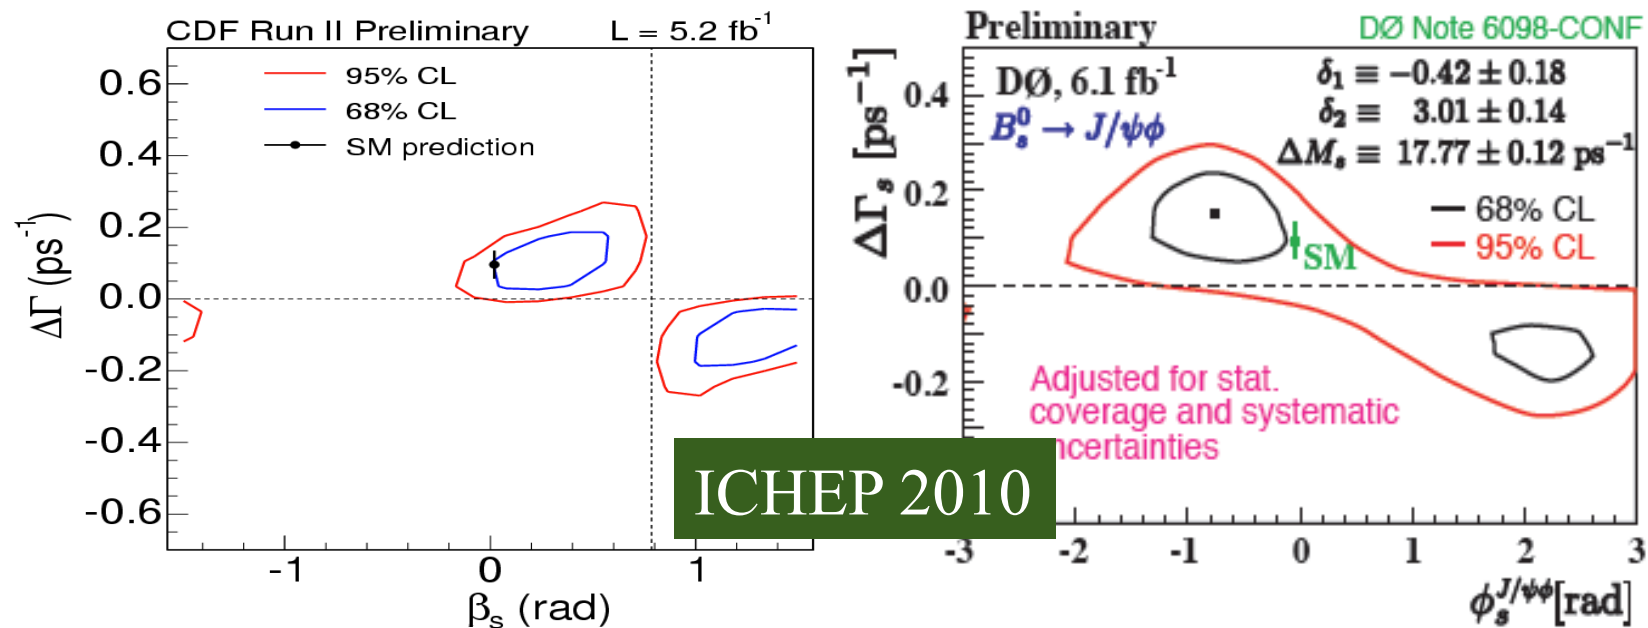 CDF Run II Preliminary L = 5.2 fb⁻¹
95% CL
68% CL
SM prediction
ΔΓ (ps⁻¹)
0.6
0.4
0.2
0.0
-0.2
-0.4
-0.6
-1 0 1
βₛ (rad)
Preliminary DØ Note 6098-CONF
DØ, 6.1 fb⁻¹
B⁰ₛ → J/ψϕ
δ₁ ≡ −0.42 ± 0.18
δ₂ ≡ 3.01 ± 0.14
ΔMₛ ≡ 17.77 ± 0.12 ps⁻¹
68% CL
95% CL
SM
ΔΓₛ [ps⁻¹]
0.4
0.2
0.0
-0.2
Adjusted for stat.
coverage and systematic
ncertainties
-3 -2 -1 0 1 2 3
ϕₛ^J/ψϕ [rad]
ICHEP 2010